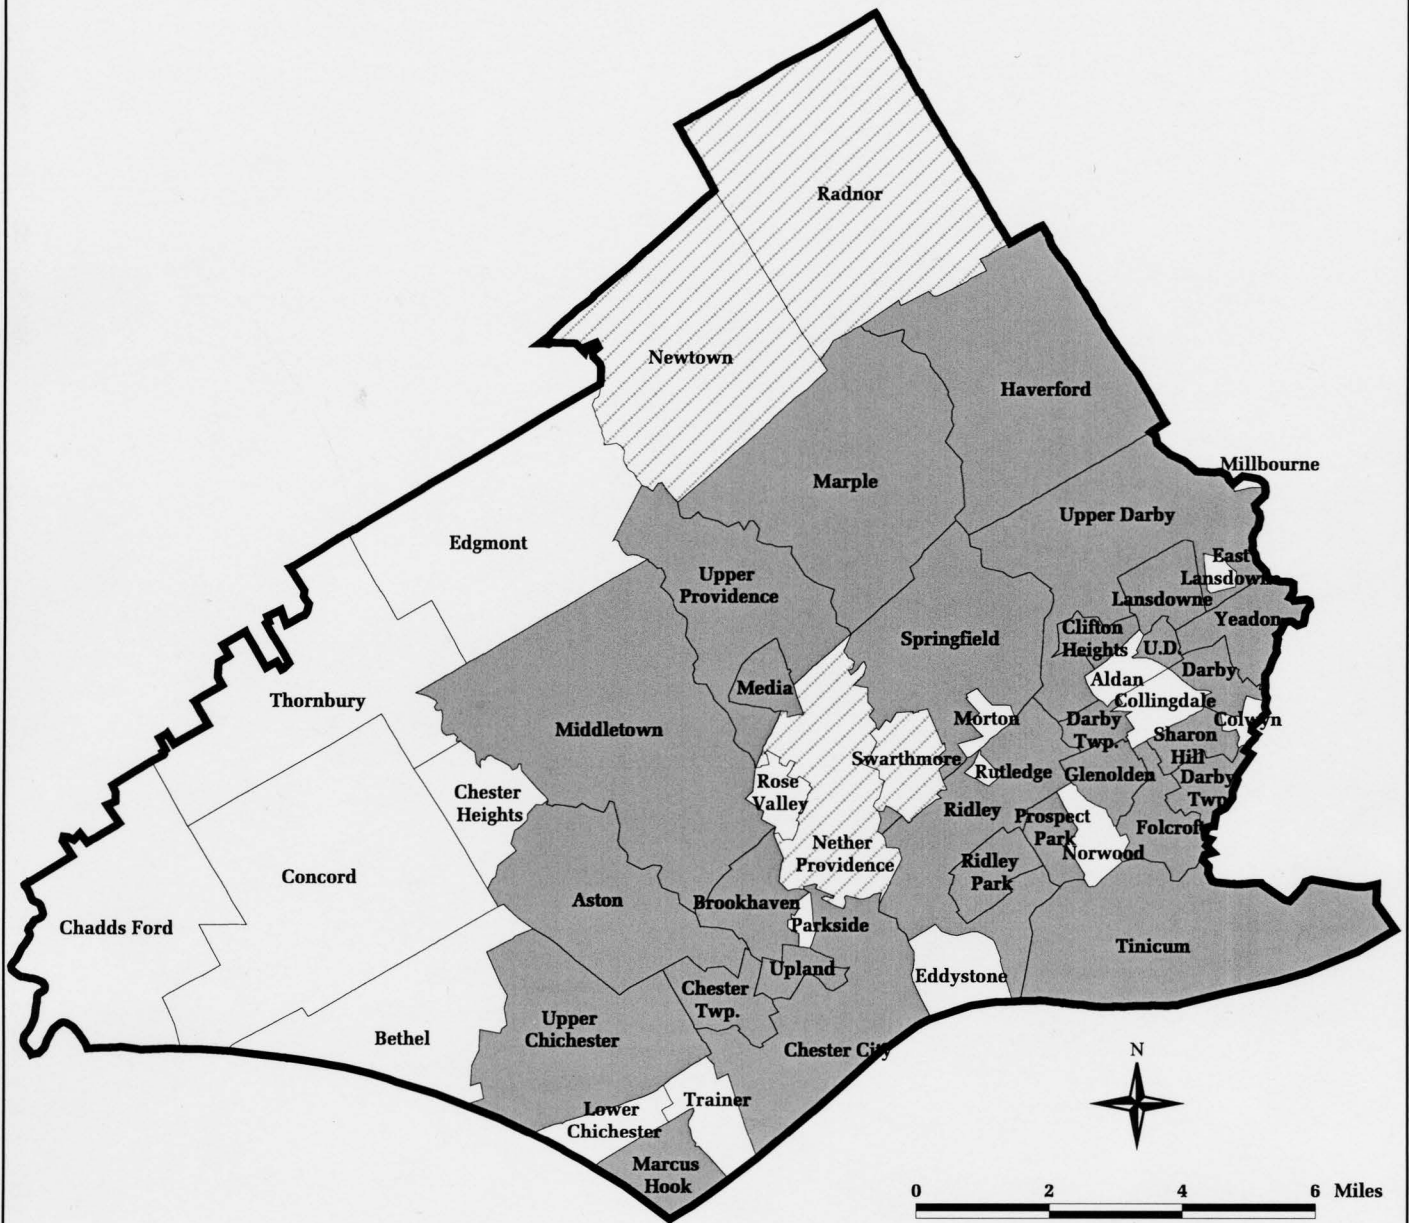 Radnor
Newtown
Haverford
Marple
Millbourne
Upper Darby
Edgmont
East
Lansdowne
Upper
Providence
Lansdowne
Yeadon
Clifton
Heights
U.D.
Springfield
Darby
Aldan
Media
Collingdale
Thornbury
Morton
Darby
Twp.
Colwyn
Middletown
Sharon
Hill
Swarthmore
Rutledge
Glenolden
Darby
Twp.
Rose
Valley
Chester
Heights
Ridley
Prospect
Park
Folcroft
Nether
Providence
Norwood
Ridley
Park
Concord
Aston
Brookhaven
Parkside
Chadds Ford
Tinicum
Upland
Eddystone
Chester
Twp.
Upper
Chichester
Bethel
Chester City
N
Trainer
Lower
Chichester
Marcus
Hook
0 2 4 6 Miles